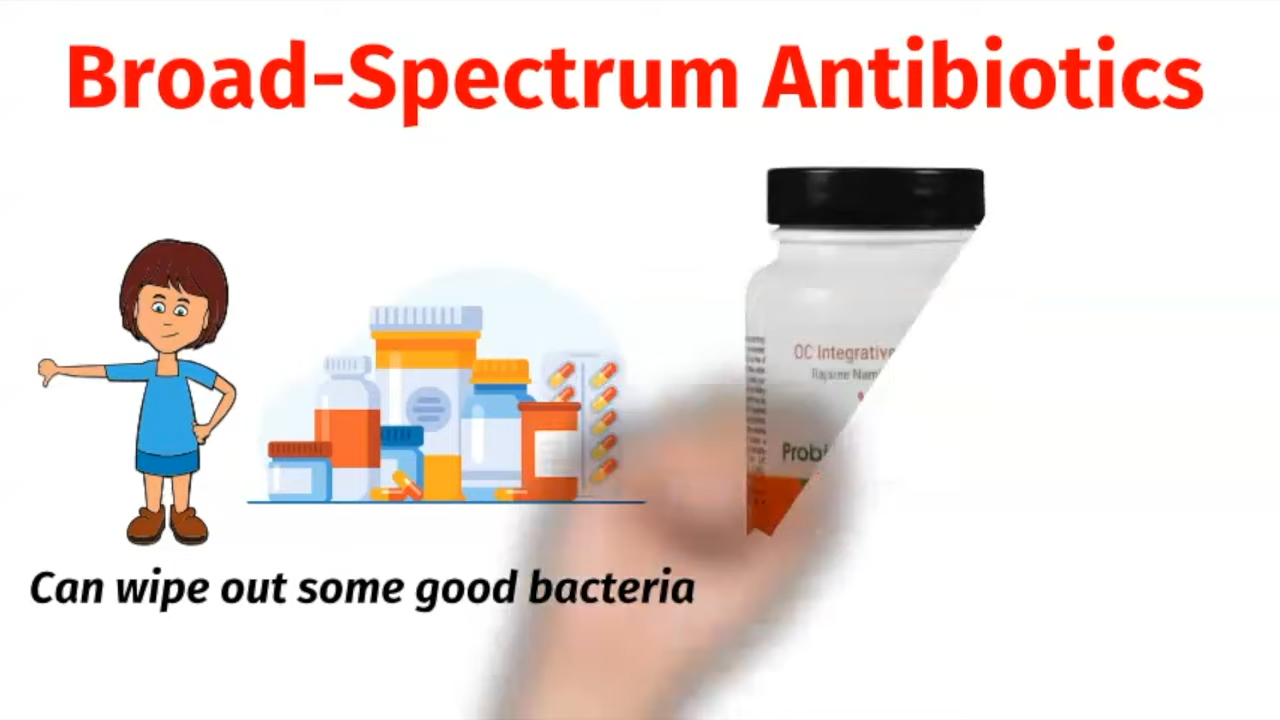 Broad-Spectrum Antibiotics
OC Integrative
Can wipe out some good bacteria